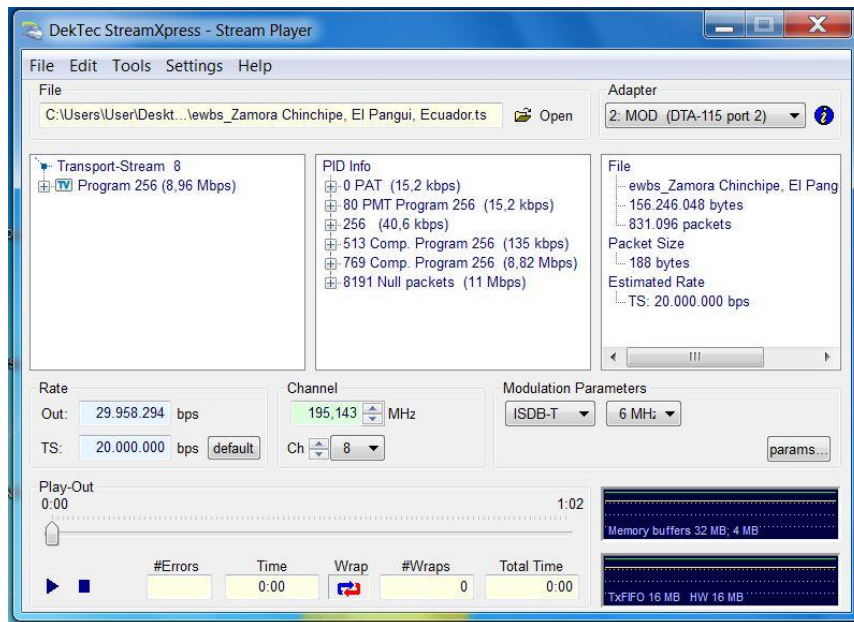 DekTec StreamXpress - Stream Player
File Edit Tools Settings Help
File
C:\Users\User\Deskt...\ewbs_Zamora Chinchipe, El Pangui, Ecuador.ts
Open
Adapter
2: MOD (DTA-115 port 2)
Transport-Stream 8
TV Program 256 (8,96 Mbps)
PID Info
0 PAT (15,2 kbps)
80 PMT Program 256 (15,2 kbps)
256 (40,6 kbps)
513 Comp. Program 256 (135 kbps)
769 Comp. Program 256 (8,82 Mbps)
8191 Null packets (11 Mbps)
File
ewbs_Zamora Chinchipe, El Pang
156.246.048 bytes
831.096 packets
Packet Size
188 bytes
Estimated Rate
TS: 20.000.000 bps
Rate
Out: 29.958.294 bps
TS: 20.000.000 bps default
Channel
195,143 MHz
Ch 8
Modulation Parameters
ISDB-T 6 MHz
params...
Play-Out
0:00 1:02
#Errors Time Wrap #Wraps Total Time
0:00 0 0:00
Memory buffers 32 MB; 4 MB
TxFIFO 16 MB HW 16 MB